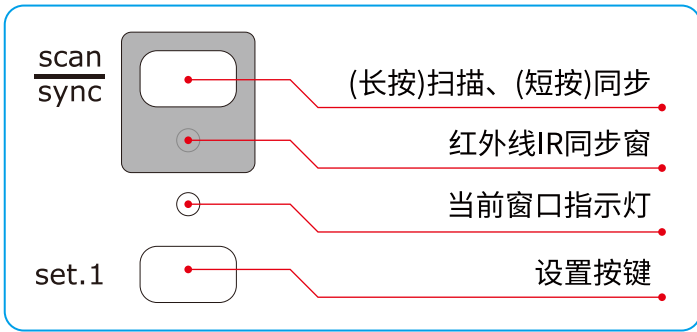 scan
sync
(长按)扫描、(短按)同步
红外线IR同步窗
当前窗口指示灯
set.1
设置按键